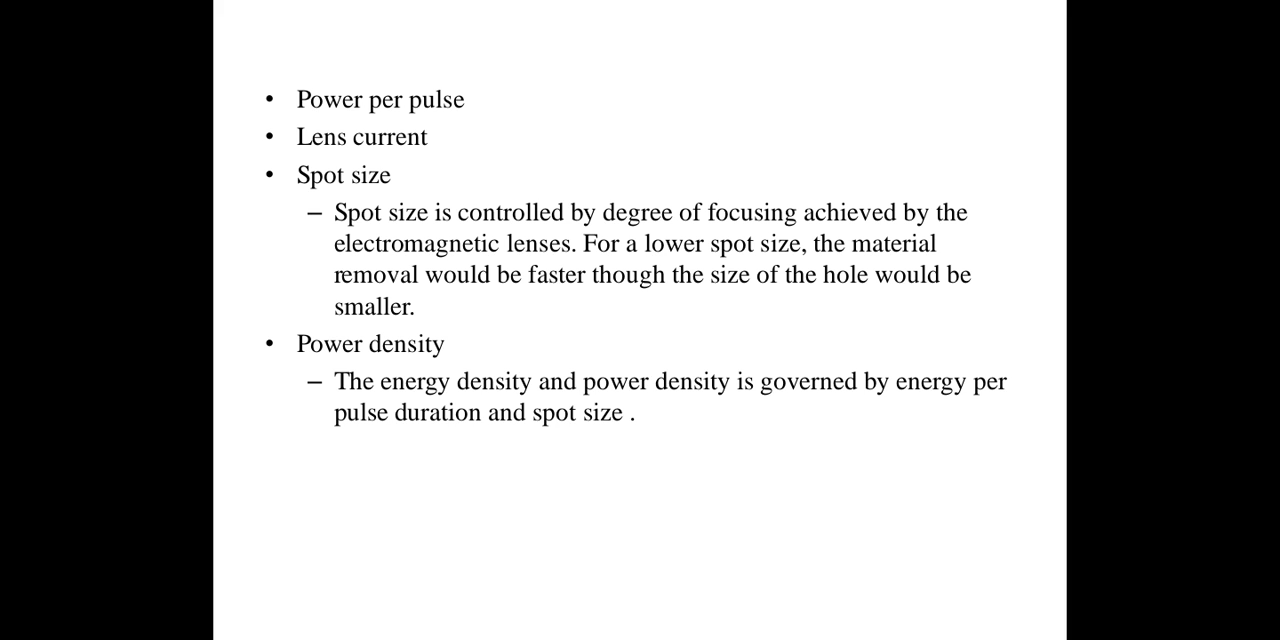 • Power per pulse
• Lens current
• Spot size
– Spot size is controlled by degree of focusing achieved by the
electromagnetic lenses. For a lower spot size, the material
removal would be faster though the size of the hole would be
smaller.
• Power density
– The energy density and power density is governed by energy per
pulse duration and spot size .